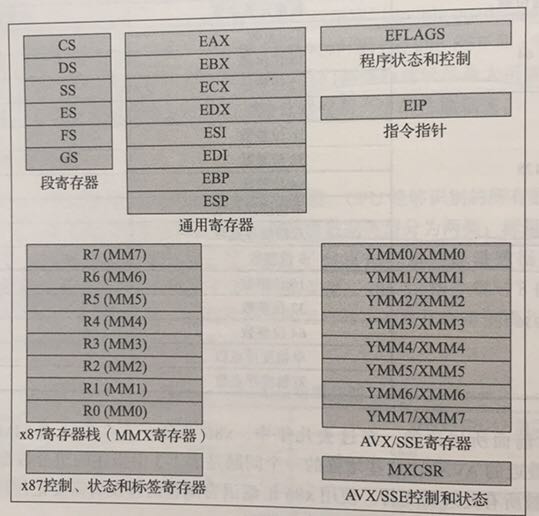 CS
DS
SS
ES
FS
GS
段寄存器
EAX
EBX
ECX
EDX
ESI
EDI
EBP
ESP
通用寄存器
EFLAGS
程序状态和控制
EIP
指令指针
R7 (MM7)
R6 (MM6)
R5 (MM5)
R4 (MM4)
R3 (MM3)
R2 (MM2)
R1 (MM1)
R0 (MM0)
x87寄存器栈（MMX寄存器）
x87控制、状态和标签寄存器
YMM0/XMM0
YMM1/XMM1
YMM2/XMM2
YMM3/XMM3
YMM4/XMM4
YMM5/XMM5
YMM6/XMM6
YMM7/XMM7
AVX/SSE寄存器
MXCSR
AVX/SSE控制和状态